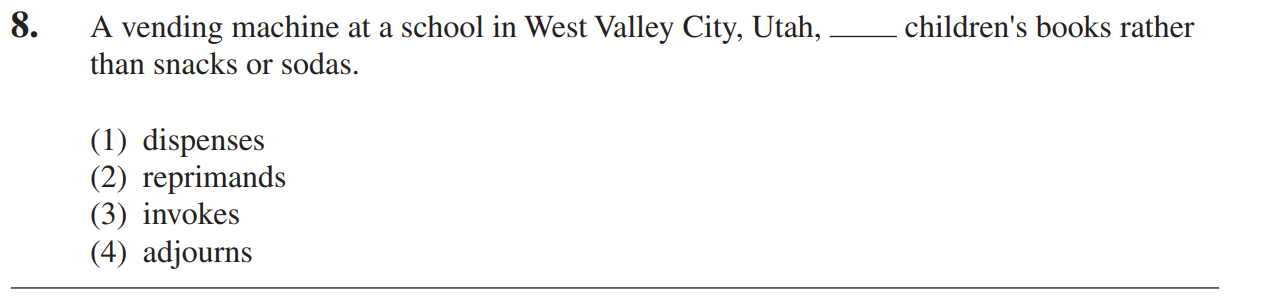 8. A vending machine at a school in West Valley City, Utah, ____ children's books rather
than snacks or sodas.
(1) dispenses
(2) reprimands
(3) invokes
(4) adjourns